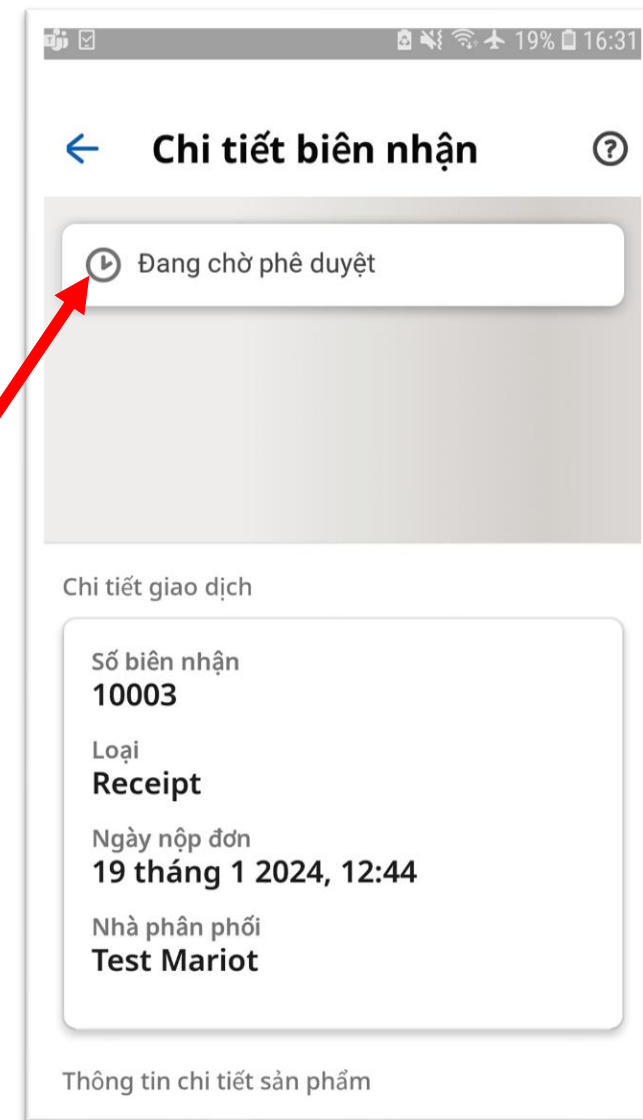 19% 16:31
Chi tiết biên nhận
Đang chờ phê duyệt
Chi tiết giao dịch
Số biên nhận
10003
Loại
Receipt
Ngày nộp đơn
19 tháng 1 2024, 12:44
Nhà phân phối
Test Mariot
Thông tin chi tiết sản phẩm